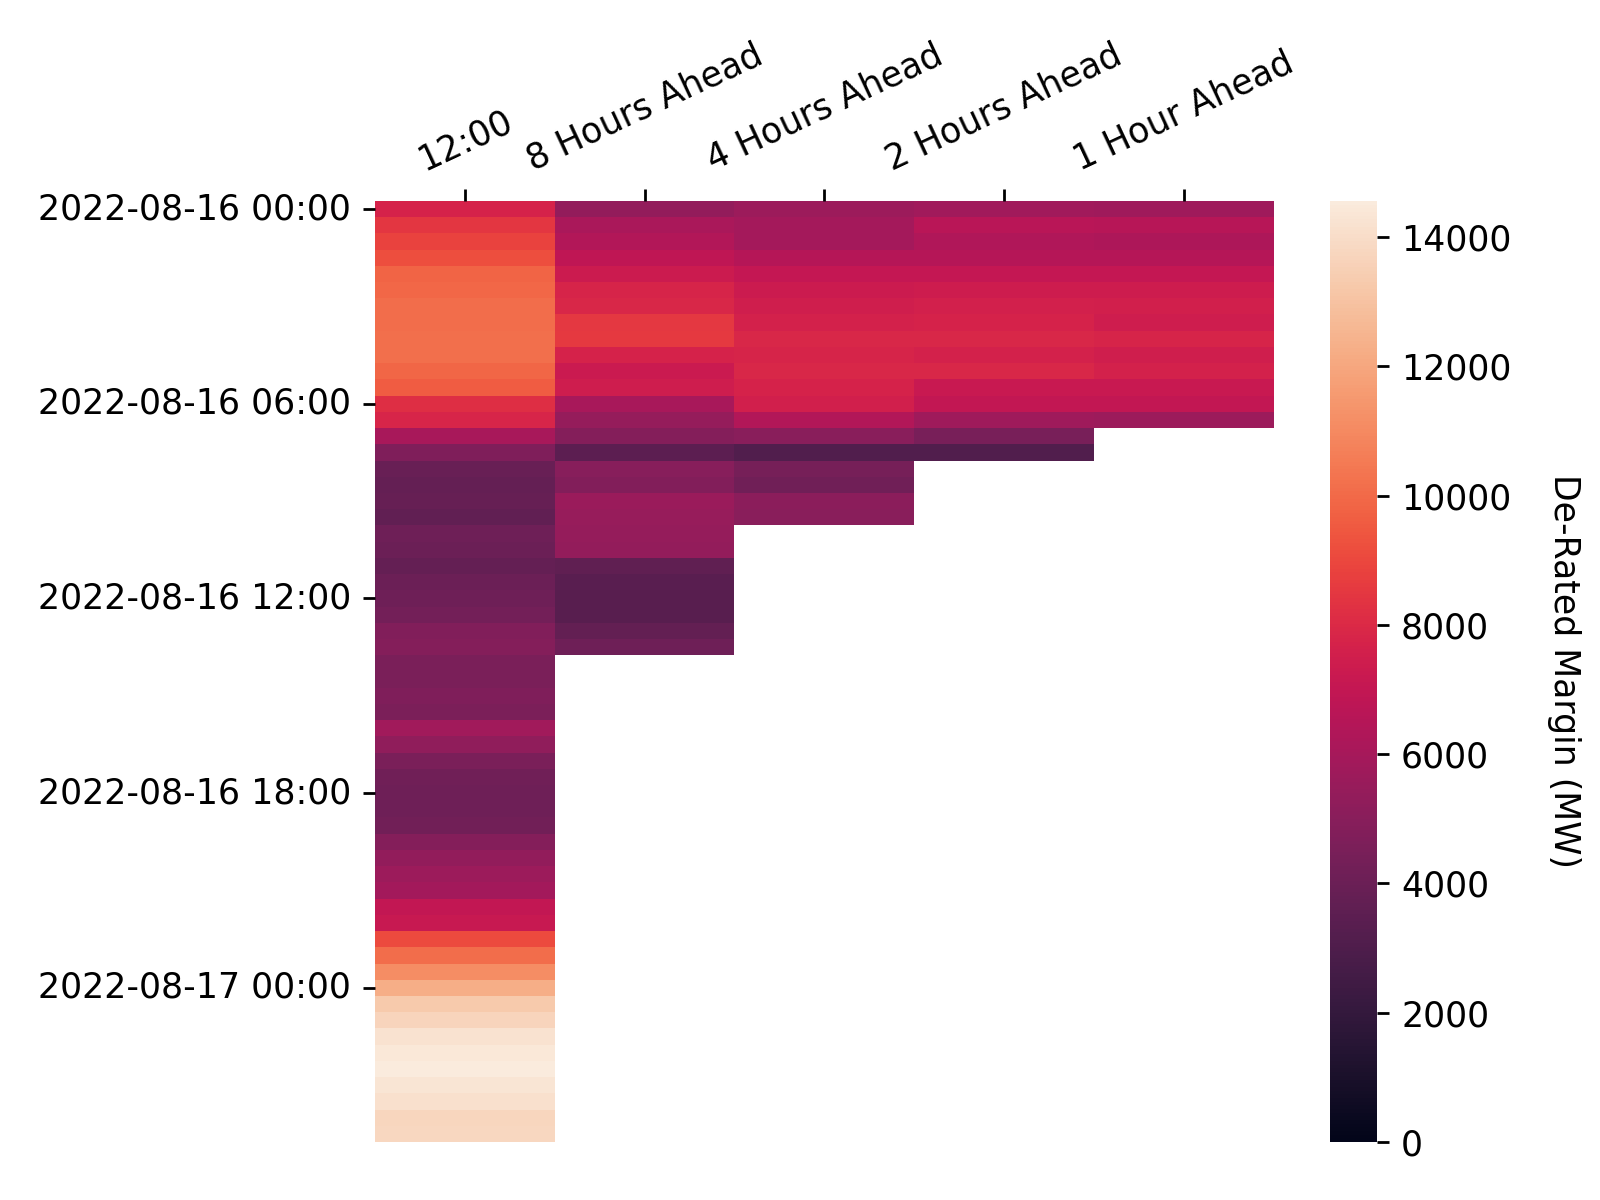 12:00
8 Hours Ahead
4 Hours Ahead
2 Hours Ahead
1 Hour Ahead
2022-08-16 00:00
2022-08-16 06:00
2022-08-16 12:00
2022-08-16 18:00
2022-08-17 00:00
14000
12000
10000
8000
6000
4000
2000
0
De-Rated Margin (MW)